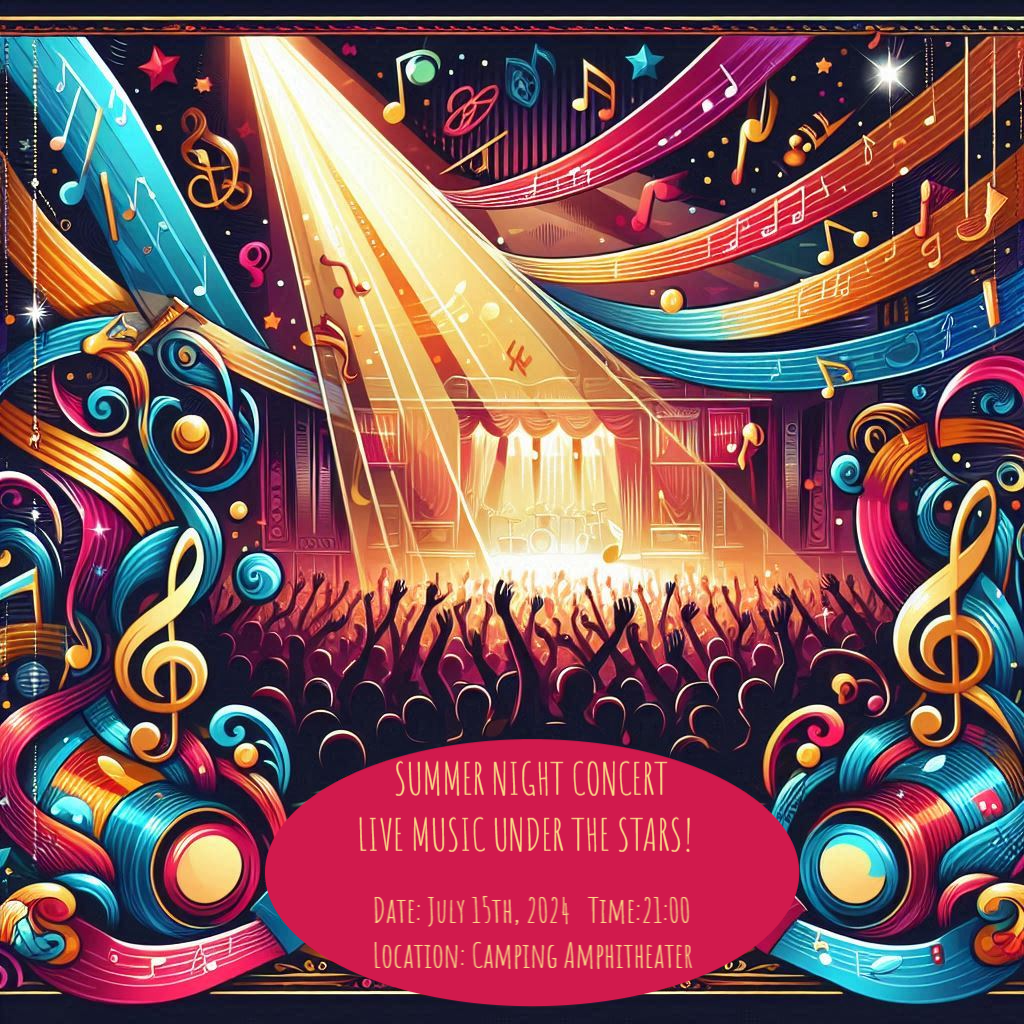 SUMMER NIGHT CONCERT
LIVE MUSIC UNDER THE STARS!
DATE: JULY 15TH, 2024 TIME:21:00
LOCATION: CAMPING AMPHITHEATER